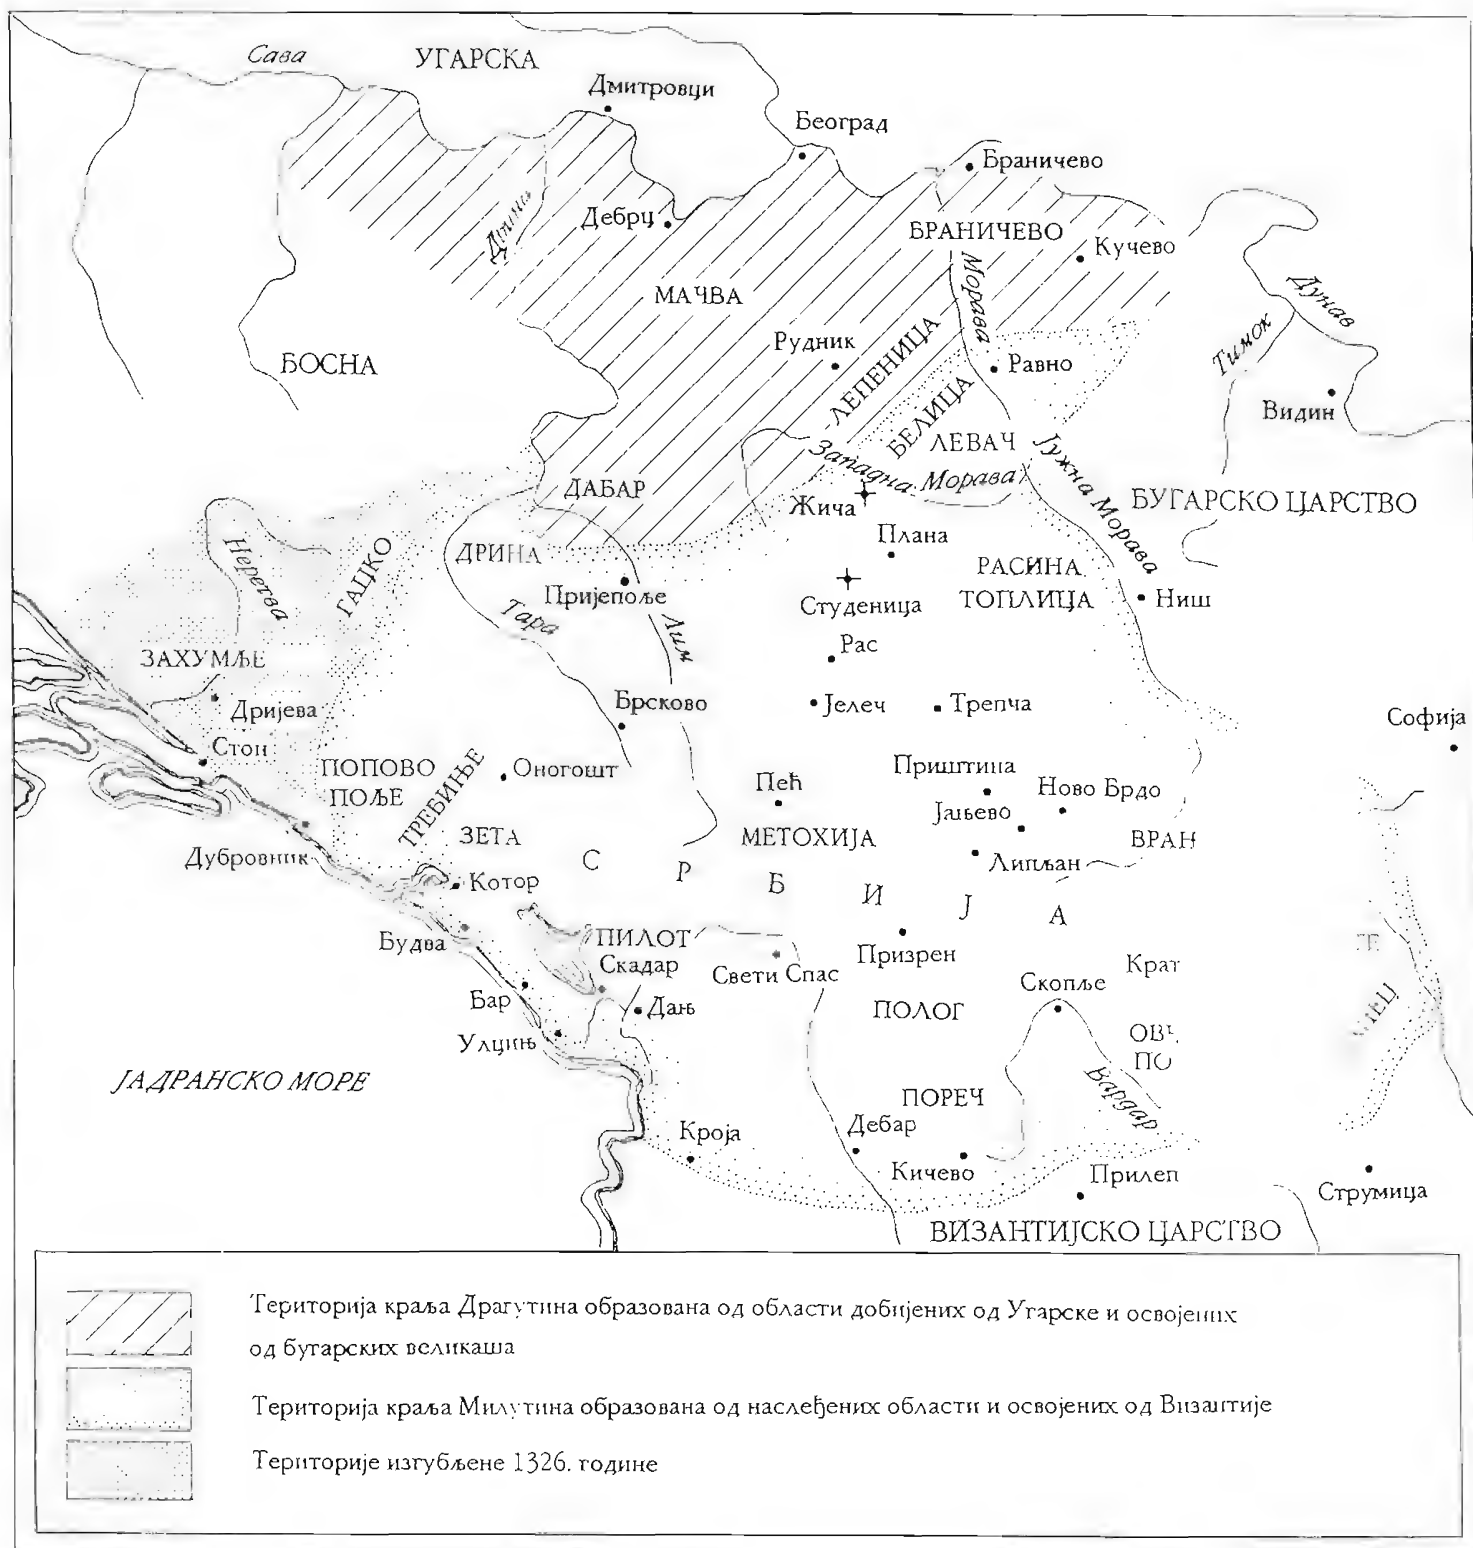 Сава
УГАРСКА
Дмитровци
Београд
Браничево
Дрина
Дебрц
БРАНИЧЕВО
Кучево
МАЧВА
Морава
Дунав
Тимок
БОСНА
Рудник
ЛЕПЕНИЦА
Равно
Видин
БЕЛИЦА
ЛЕВАЧ
Западна Морава
Јужна Морава
ДАБАР
Жича
БУГАРСКО ЦАРСТВО
Неретва
ГАЦКО
ДРИНА
Плана
РАСИНА
Пријепоље
Студеница
ТОПЛИЦА
Ниш
Тара
Лим
ЗАХУМЉЕ
Рас
Дријева
Брсково
Јелеч
Трепча
Софија
Стон
ПОПОВО
ПОЉЕ
ТРЕБИЊЕ
Оногошт
Пећ
Приштина
Ново Брдо
Јањево
ЗЕТА
МЕТОХИЈА
ВРАН
Дубровник
Липљан
Котор
С Р Б И Ј А
Будва
ПИЛОТ
Скадар
Свети Спас
Призрен
Крат
Скопље
Бар
Дањ
ПОЛОГ
Улцињ
ОВЧ.
ПО
ЈАДРАНСКО МОРЕ
ПОРЕЧ
Вардар
Кроја
Дебар
Кичево
Прилеп
Струмица
ВИЗАНТИЈСКО ЦАРСТВО
Територија краља Драгутина образована од области добијених од Угарске и освојених
од бугарских великаша
Територија краља Милутина образована од наслеђених области и освојених од Византије
Територије изгубљене 1326. године